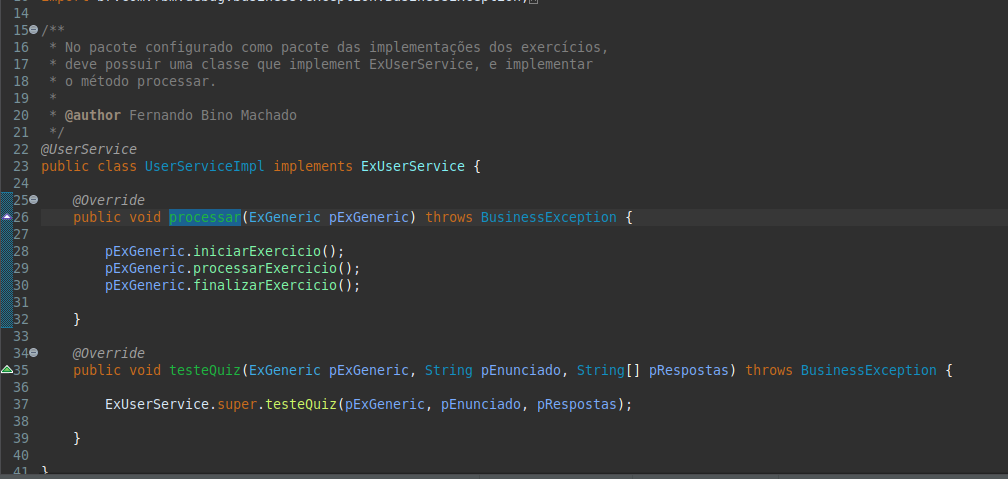 14
15 /**
16  * No pacote configurado como pacote das implementações dos exercícios,
17  * deve possuir uma classe que implement ExUserService, e implementar
18  * o método processar.
19  *
20  * @author Fernando Bino Machado
21  */
22 @UserService
23 public class UserServiceImpl implements ExUserService {
24
25     @Override
26     public void processar(ExGeneric pExGeneric) throws BusinessException {
27
28         pExGeneric.iniciarExercicio();
29         pExGeneric.processarExercicio();
30         pExGeneric.finalizarExercicio();
31
32     }
33
34     @Override
35     public void testeQuiz(ExGeneric pExGeneric, String pEnunciado, String[] pRespostas) throws BusinessException {
36
37         ExUserService.super.testeQuiz(pExGeneric, pEnunciado, pRespostas);
38
39     }
40
41 }